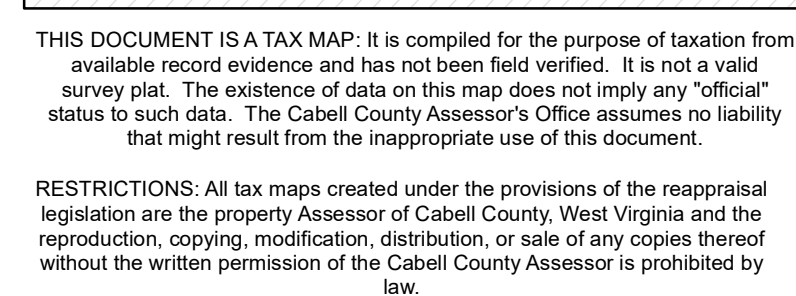 THIS DOCUMENT IS A TAX MAP: It is compiled for the purpose of taxation from
available record evidence and has not been field verified.  It is not a valid
survey plat.  The existence of data on this map does not imply any "official"
status to such data.  The Cabell County Assessor's Office assumes no liability
that might result from the inappropriate use of this document.
RESTRICTIONS: All tax maps created under the provisions of the reappraisal
legislation are the property Assessor of Cabell County, West Virginia and the
reproduction, copying, modification, distribution, or sale of any copies thereof
without the written permission of the Cabell County Assessor is prohibited by
law.